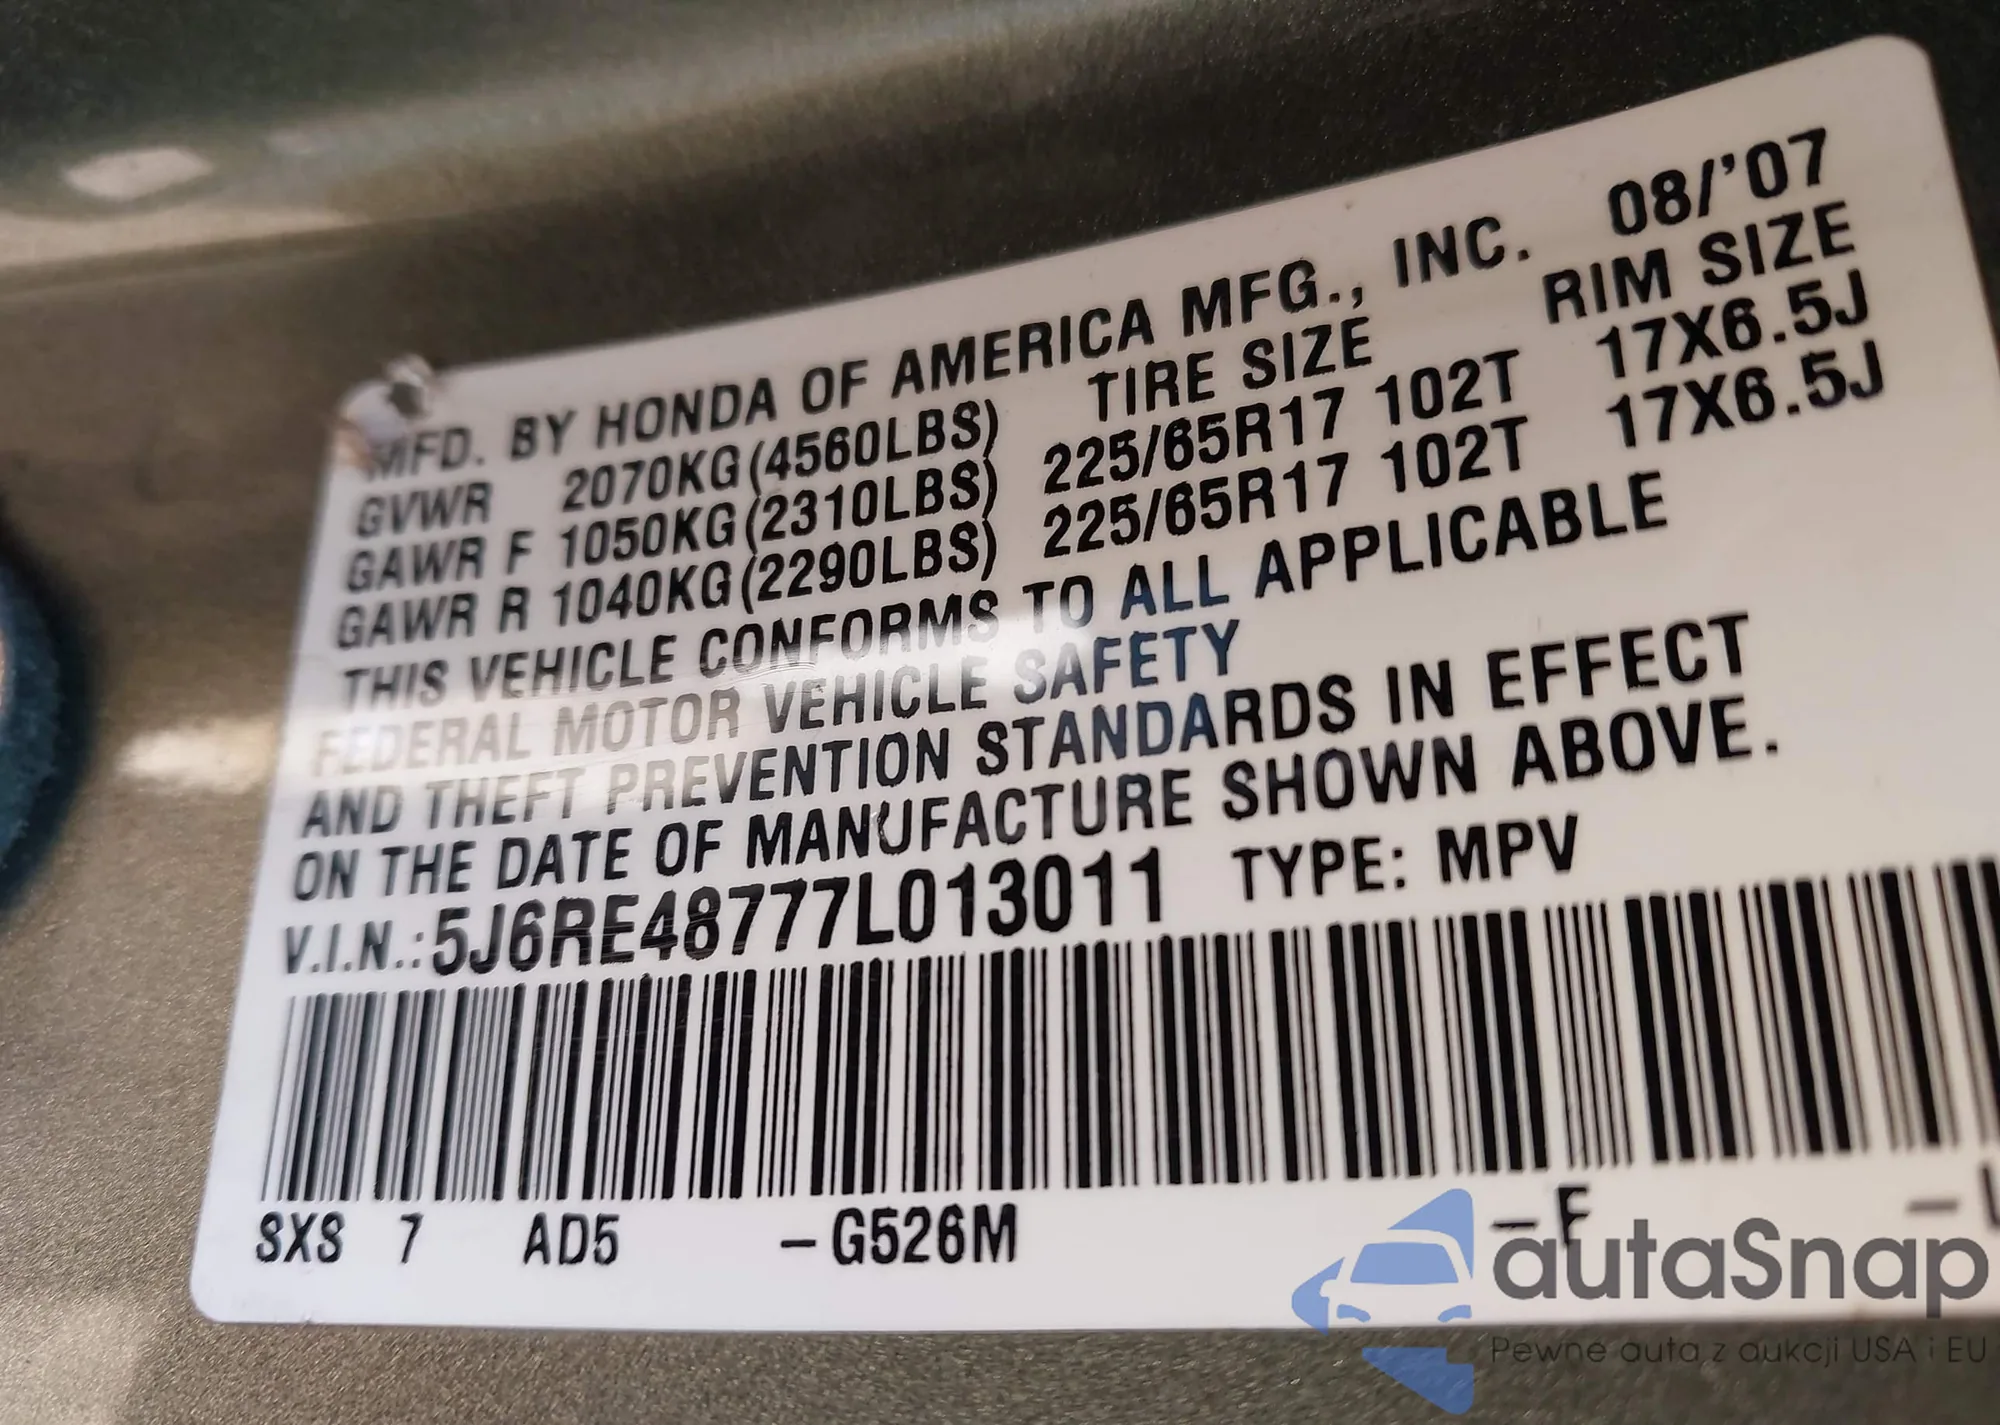 MFD. BY HONDA OF AMERICA MFG., INC. 08/'07
GVWR 2070KG(4560LBS) TIRE SIZE RIM SIZE
GAWR F 1050KG(2310LBS) 225/65R17 102T 17X6.5J
GAWR R 1040KG(2290LBS) 225/65R17 102T 17X6.5J
THIS VEHICLE CONFORMS TO ALL APPLICABLE
FEDERAL MOTOR VEHICLE SAFETY
AND THEFT PREVENTION STANDARDS IN EFFECT
ON THE DATE OF MANUFACTURE SHOWN ABOVE.
V.I.N.:5J6RE48777L013011 TYPE: MPV
SXS 7 AD5 -G526M -F -
autaSnap
Pewne auta z aukcji USA i EU